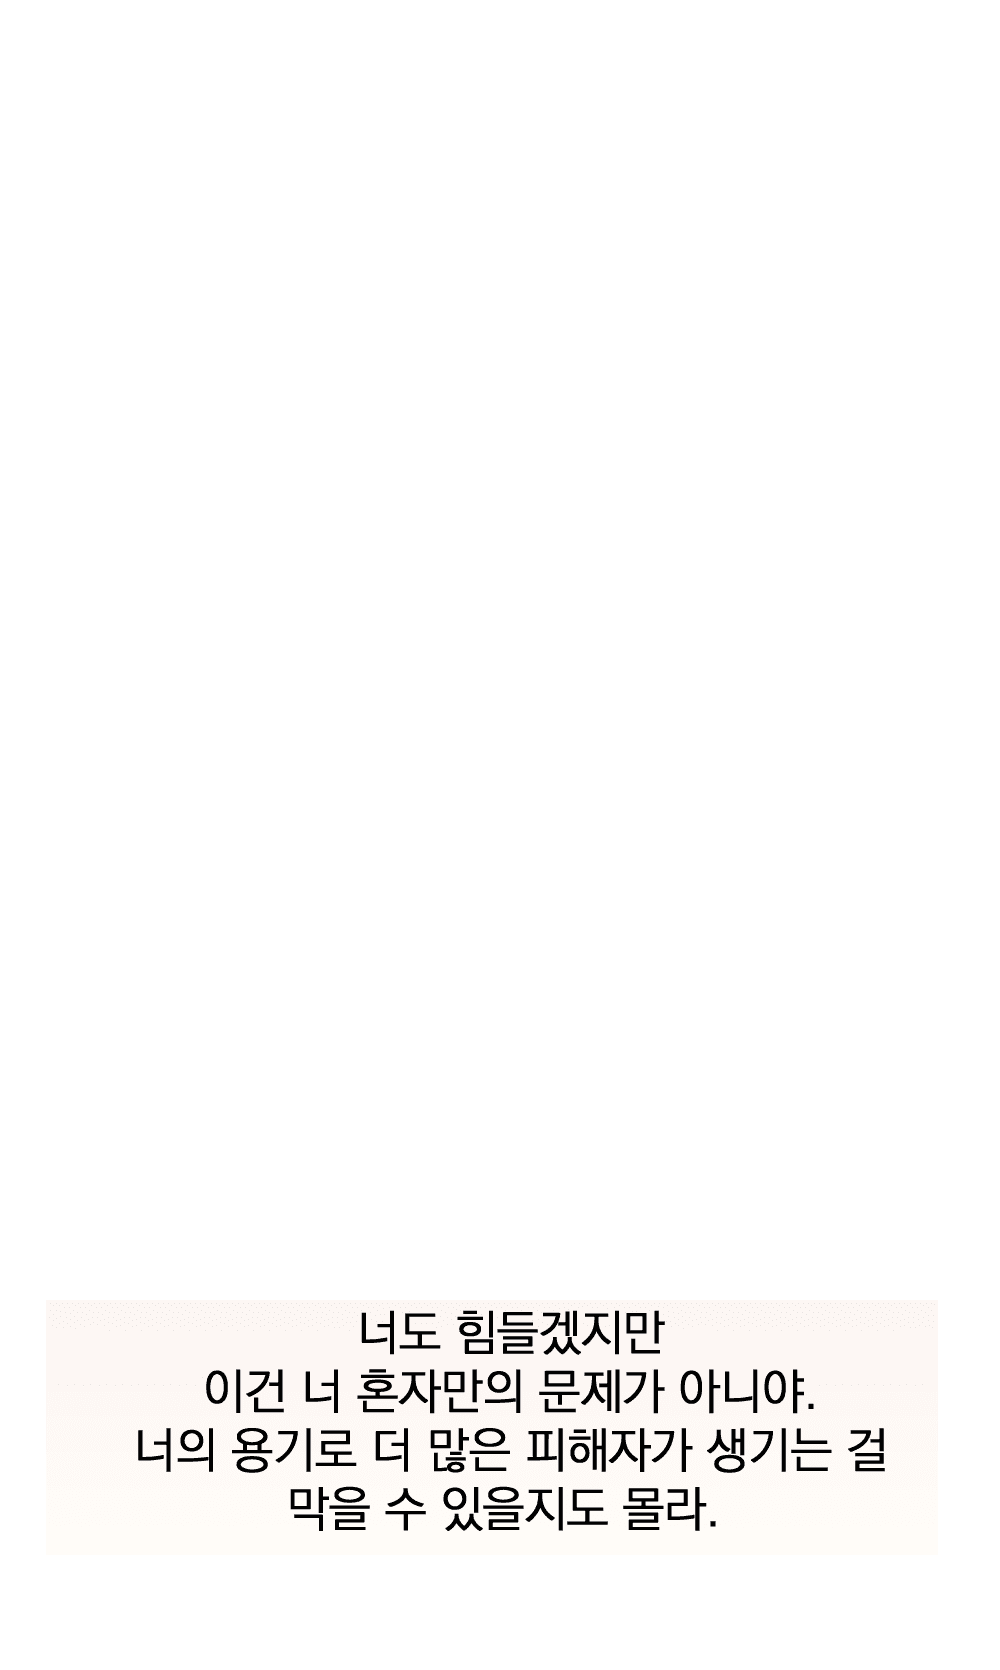 너도 힘들겠지만
이건 너 혼자만의 문제가 아니야.
너의 용기로 더 많은 피해자가 생기는 걸
막을 수 있을지도 몰라.